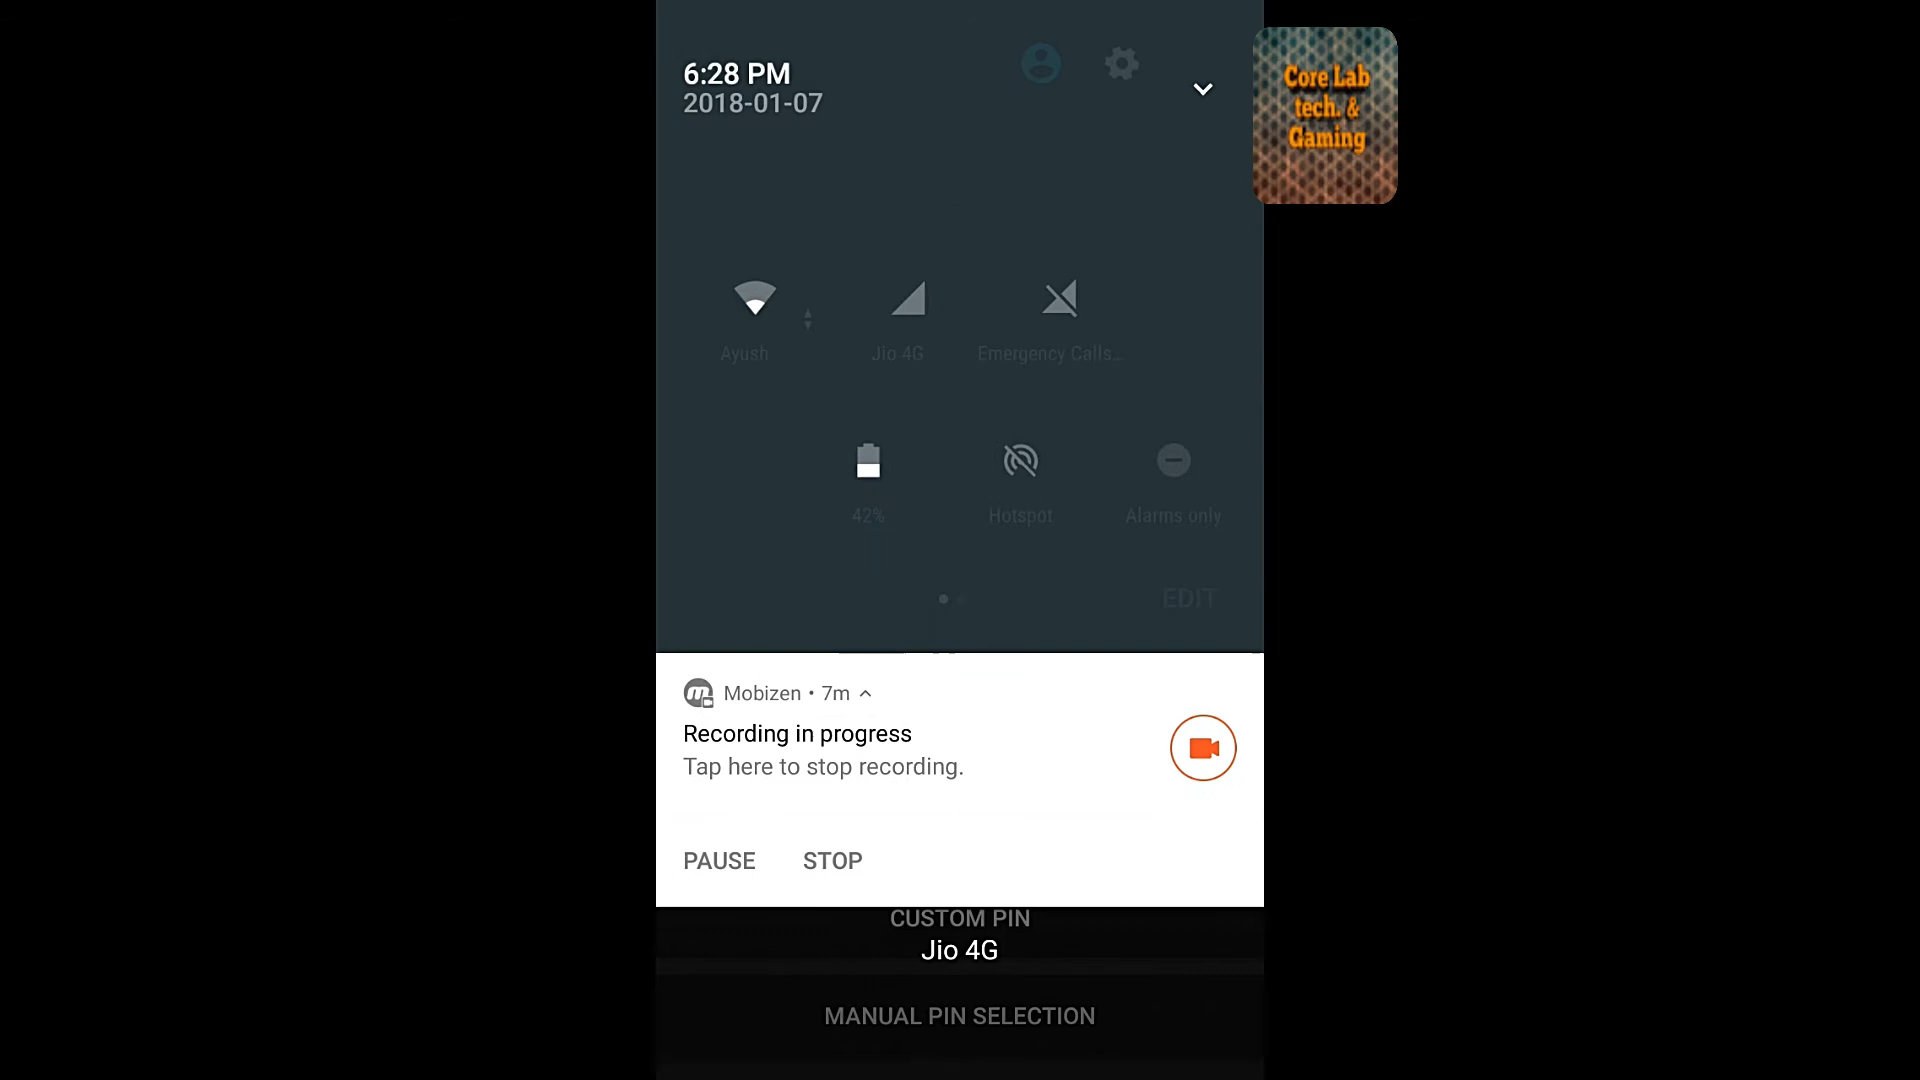 6:28 PM
2018-01-07
Core Lab
tech. &
Gaming
Ayush
Jio 4G
Emergency Calls...
42%
Hotspot
Alarms only
EDIT
Mobizen • 7m
Recording in progress
Tap here to stop recording.
PAUSE STOP
CUSTOM PIN
Jio 4G
MANUAL PIN SELECTION